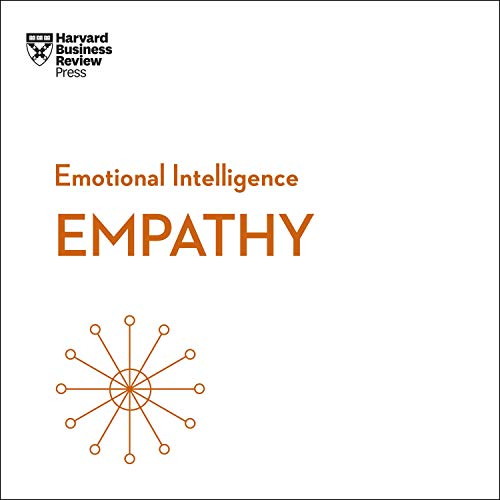 Harvard
Business
Review
Press
Emotional Intelligence
EMPATHY